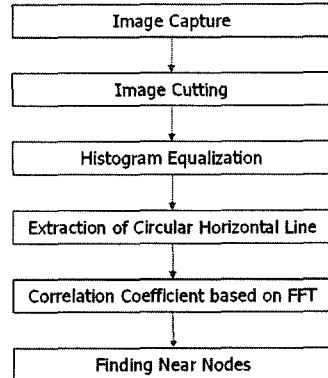 Image Capture
Image Cutting
Histogram Equalization
Extraction of Circular Horizontal Line
Correlation Coefficient based on FFT
Finding Near Nodes